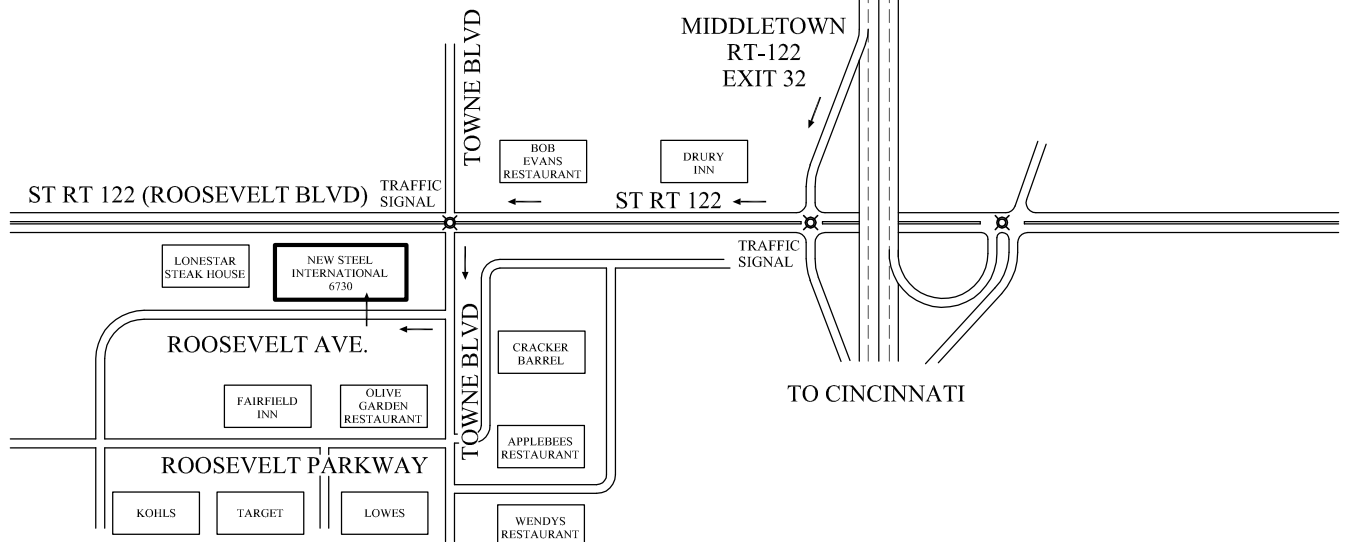 MIDDLETOWN
RT-122
EXIT 32
TOWNE BLVD
BOB
EVANS
RESTAURANT
DRURY
INN
ST RT 122 (ROOSEVELT BLVD)
TRAFFIC
SIGNAL
ST RT 122
TRAFFIC
SIGNAL
LONESTAR
STEAK HOUSE
NEW STEEL
INTERNATIONAL
6730
TOWNE BLVD
ROOSEVELT AVE.
CRACKER
BARREL
TO CINCINNATI
FAIRFIELD
INN
OLIVE
GARDEN
RESTAURANT
APPLEBEES
RESTAURANT
ROOSEVELT PARKWAY
KOHLS
TARGET
LOWES
WENDYS
RESTAURANT